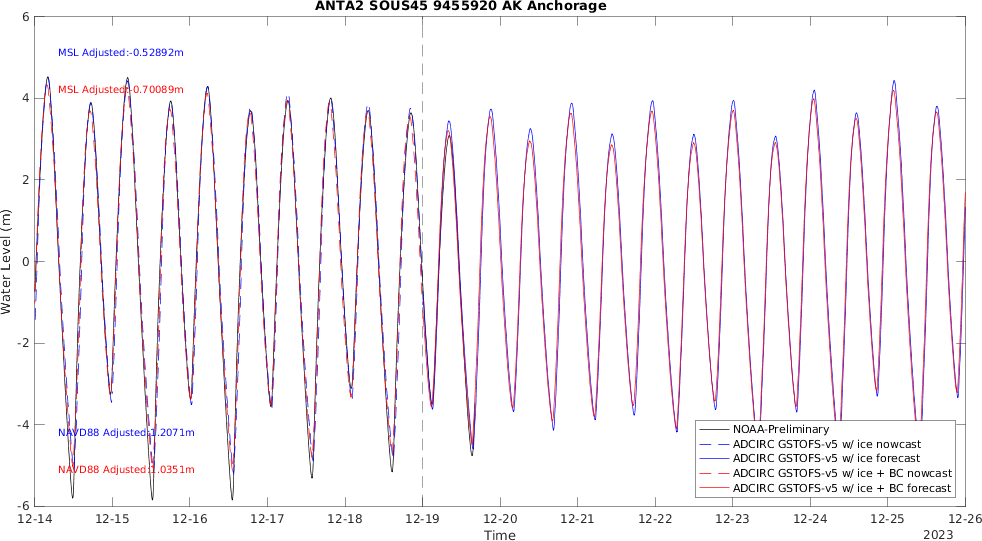 ANTA2 SOUS45 9455920 AK Anchorage
6
MSL Adjusted:-0.52892m
MSL Adjusted:-0.70089m
4
2
0
-2
-4
-6
Water Level (m)
NAVD88 Adjusted:1.2071m
NAVD88 Adjusted:1.0351m
NOAA-Preliminary
ADCIRC GSTOFS-v5 w/ ice nowcast
ADCIRC GSTOFS-v5 w/ ice forecast
ADCIRC GSTOFS-v5 w/ ice + BC nowcast
ADCIRC GSTOFS-v5 w/ ice + BC forecast
12-14 12-15 12-16 12-17 12-18 12-19 12-20 12-21 12-22 12-23 12-24 12-25 12-26
Time
2023